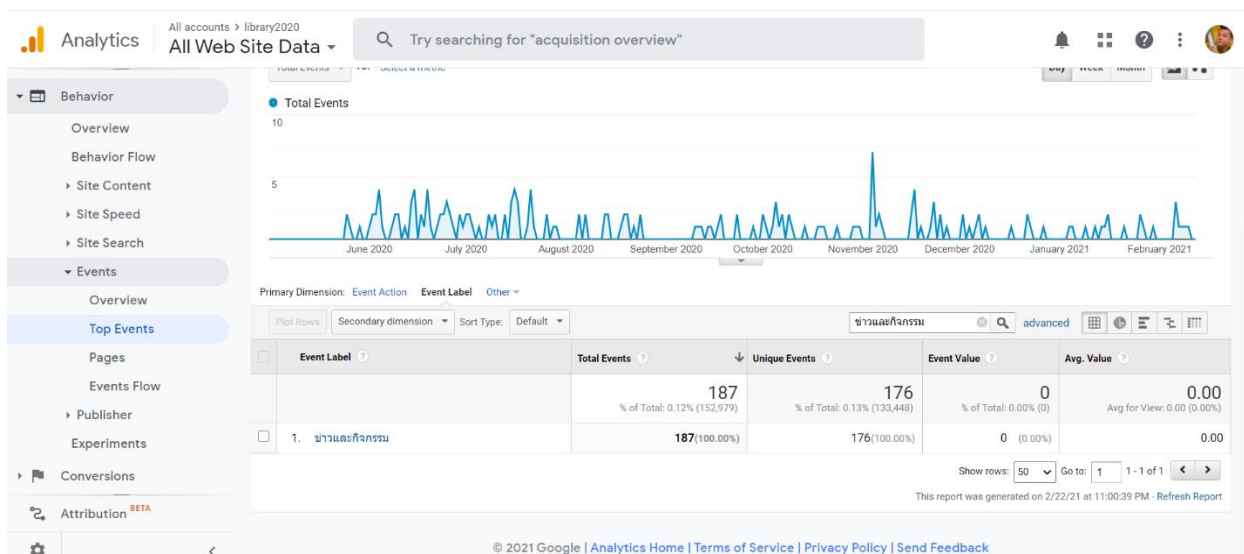 All accounts > library2020
Analytics
All Web Site Data
Try searching for "acquisition overview"
Total Events
Select a metric
Day Week Month
Behavior
Overview
Behavior Flow
Site Content
Site Speed
Site Search
Events
Overview
Top Events
Pages
Events Flow
Publisher
Experiments
Conversions
Attribution BETA
Total Events
10
5
June 2020 July 2020 August 2020 September 2020 October 2020 November 2020 December 2020 January 2021 February 2021
Primary Dimension: Event Action Event Label Other
Plot Rows Secondary dimension Sort Type: Default ข่าวและกิจกรรม advanced
Event Label ? Total Events ? Unique Events ? Event Value ? Avg. Value ?
187 176 0 0.00
% of Total: 0.12% (152,979) % of Total: 0.13% (133,448) % of Total: 0.00% (0) Avg for View: 0.00 (0.00%)
1. ข่าวและกิจกรรม 187(100.00%) 176(100.00%) 0 (0.00%) 0.00
Show rows: 50 Go to: 1 1 - 1 of 1
This report was generated on 2/22/21 at 11:00:39 PM - Refresh Report
© 2021 Google | Analytics Home | Terms of Service | Privacy Policy | Send Feedback